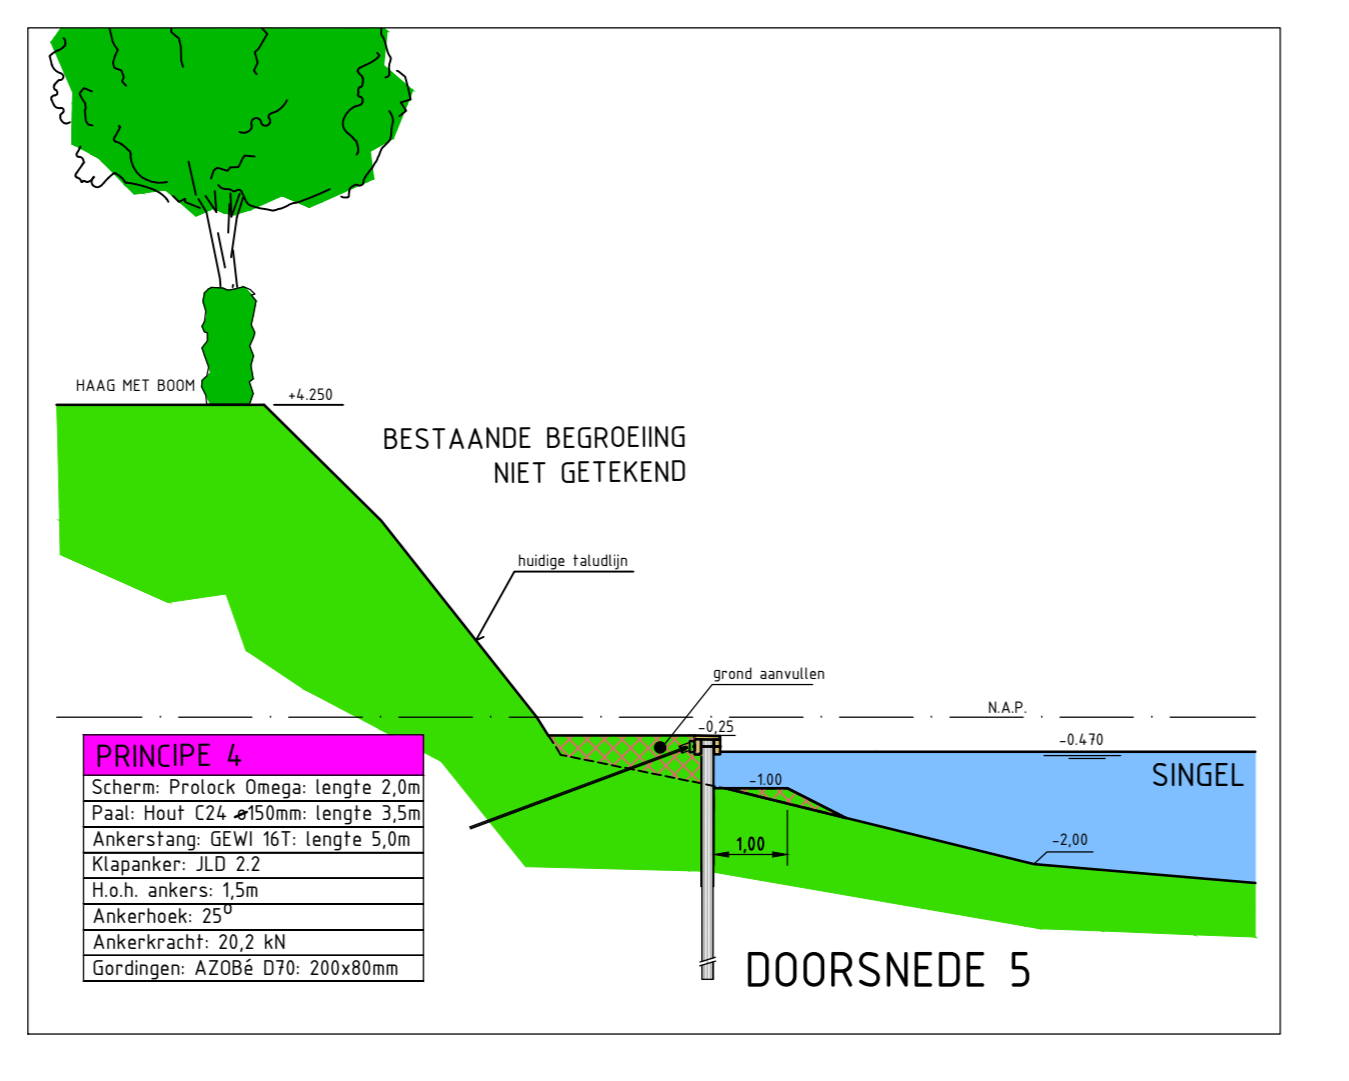 HAAG MET BOOM
+4.250
BESTAANDE BEGROEIING
NIET GETEKEND
huidige taludlijn
grond aanvullen
N.A.P.
-0,25
-0.470
SINGEL
-1.00
1,00
-2,00
PRINCIPE 4
Scherm: Prolock Omega: lengte 2,0m
Paal: Hout C24 ⌀150mm: lengte 3,5m
Ankerstang: GEWI 16T: lengte 5,0m
Klapanker: JLD 2.2
H.o.h. ankers: 1,5m
Ankerhoek: 25⁰
Ankerkracht: 20,2 kN
Gordingen: AZOBé D70: 200x80mm
DOORSNEDE 5